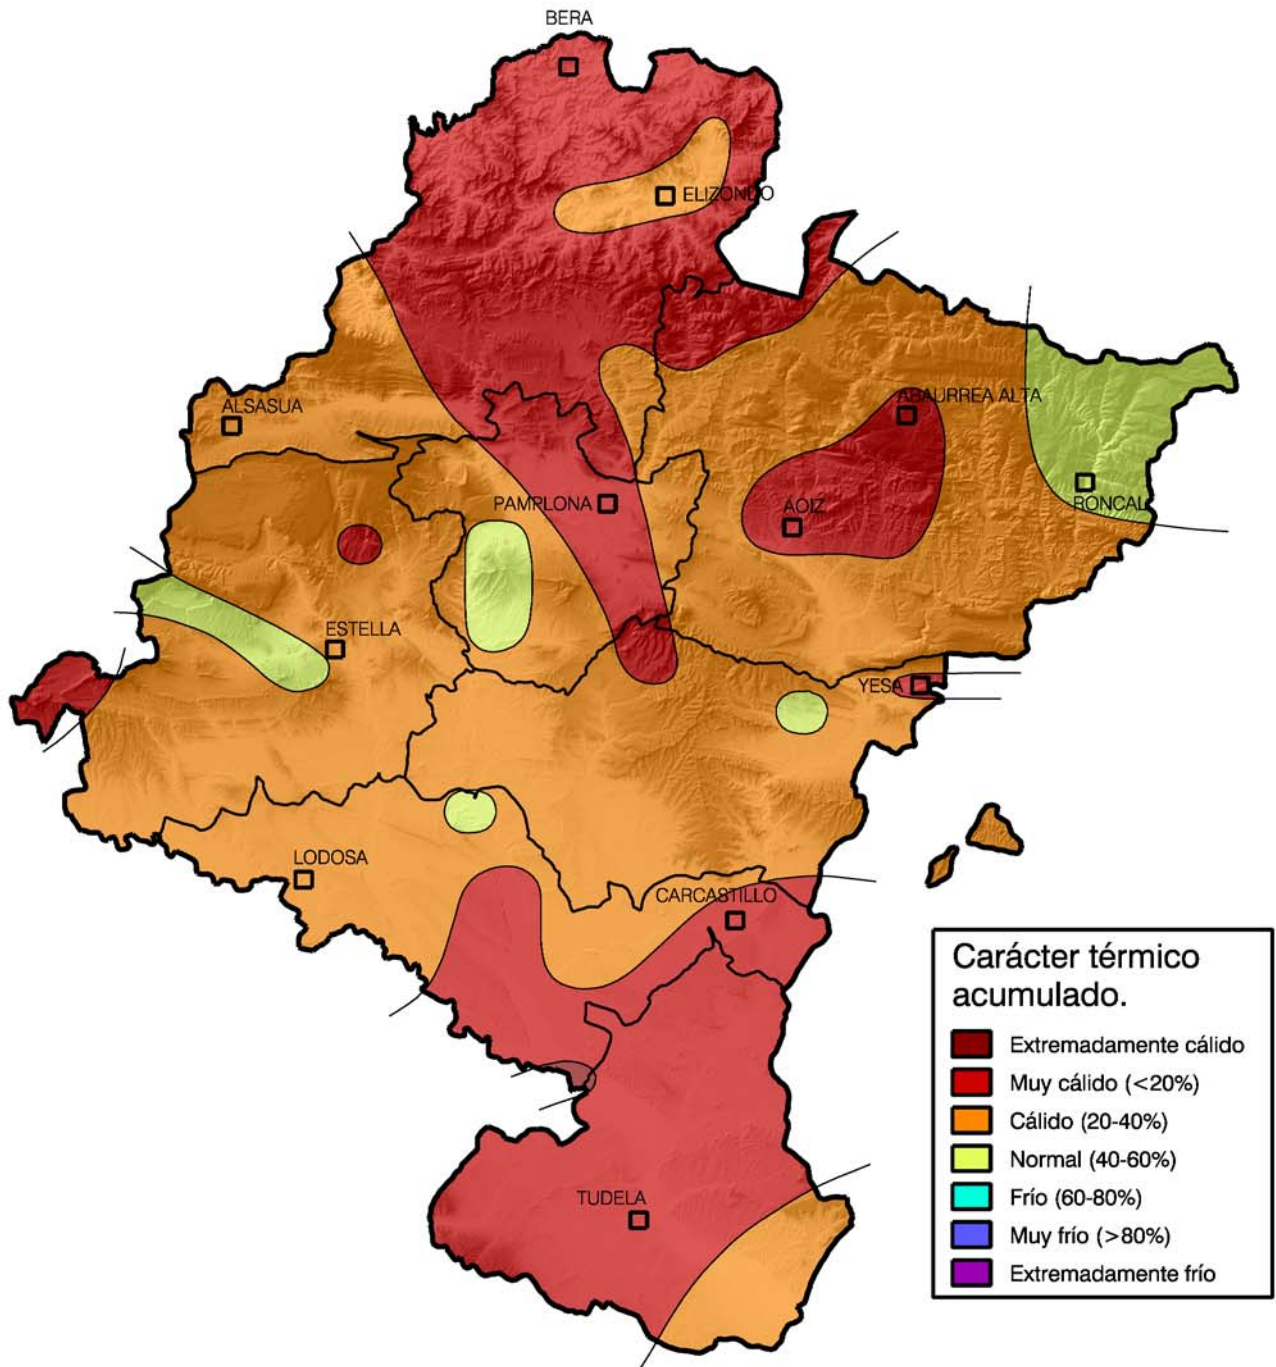 BERA
ELIZONDO
ALSASUA
ABAURREA ALTA
PAMPLONA
AOIZ
RONCAL
ESTELLA
YESA
LODOSA
CARCASTILLO
TUDELA
Carácter térmico
acumulado.
Extremadamente cálido
Muy cálido (<20%)
Cálido (20-40%)
Normal (40-60%)
Frío (60-80%)
Muy frío (>80%)
Extremadamente frío